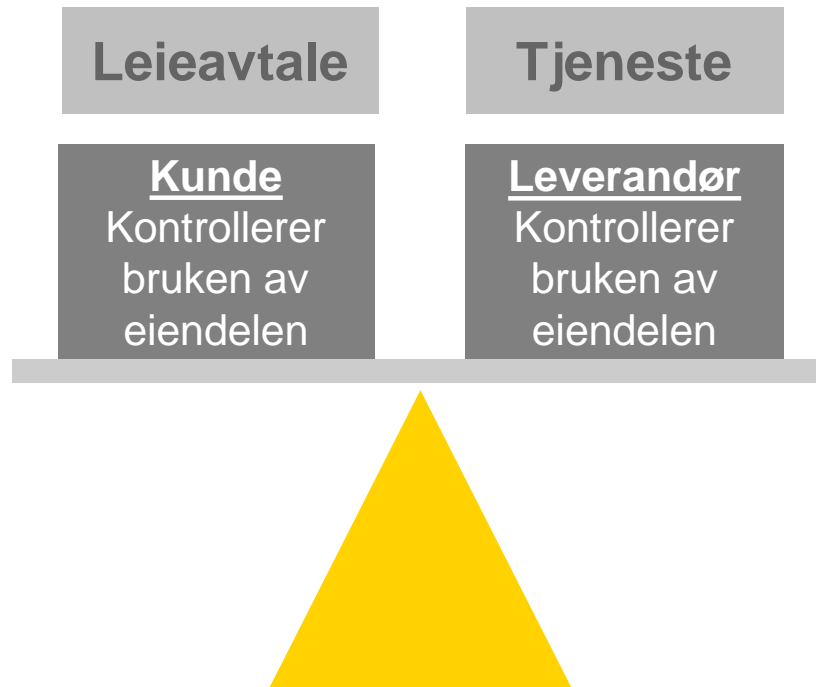 Leieavtale
Tjeneste
Kunde
Kontrollerer
bruken av
eiendelen
Leverandør
Kontrollerer
bruken av
eiendelen